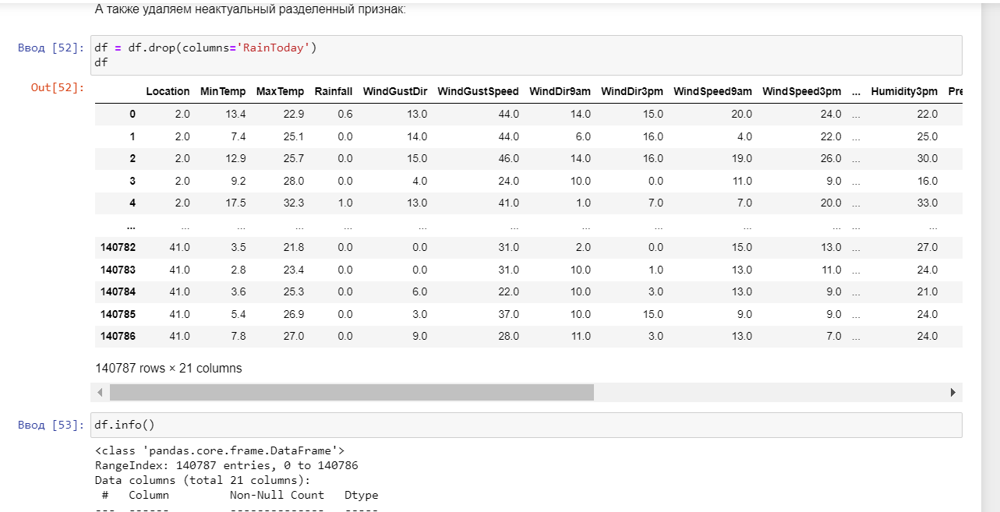 А также удаляем неактуальный разделенный признак:
Ввод [52]: df = df.drop(columns='RainToday')
df
Out[52]:
Location MinTemp MaxTemp Rainfall WindGustDir WindGustSpeed WindDir9am WindDir3pm WindSpeed9am WindSpeed3pm ... Humidity3pm Pre
0 2.0 13.4 22.9 0.6 13.0 44.0 14.0 15.0 20.0 24.0 ... 22.0
1 2.0 7.4 25.1 0.0 14.0 44.0 6.0 16.0 4.0 22.0 ... 25.0
2 2.0 12.9 25.7 0.0 15.0 46.0 14.0 16.0 19.0 26.0 ... 30.0
3 2.0 9.2 28.0 0.0 4.0 24.0 10.0 0.0 11.0 9.0 ... 16.0
4 2.0 17.5 32.3 1.0 13.0 41.0 1.0 7.0 7.0 20.0 ... 33.0
... ... ... ... ... ... ... ... ... ... ... ... ...
140782 41.0 3.5 21.8 0.0 0.0 31.0 2.0 0.0 15.0 13.0 ... 27.0
140783 41.0 2.8 23.4 0.0 0.0 31.0 10.0 1.0 13.0 11.0 ... 24.0
140784 41.0 3.6 25.3 0.0 6.0 22.0 10.0 3.0 13.0 9.0 ... 21.0
140785 41.0 5.4 26.9 0.0 3.0 37.0 10.0 15.0 9.0 9.0 ... 24.0
140786 41.0 7.8 27.0 0.0 9.0 28.0 11.0 3.0 13.0 7.0 ... 24.0
140787 rows × 21 columns
Ввод [53]: df.info()
<class 'pandas.core.frame.DataFrame'>
RangeIndex: 140787 entries, 0 to 140786
Data columns (total 21 columns):
# Column Non-Null Count Dtype
--- ------ -------------- -----